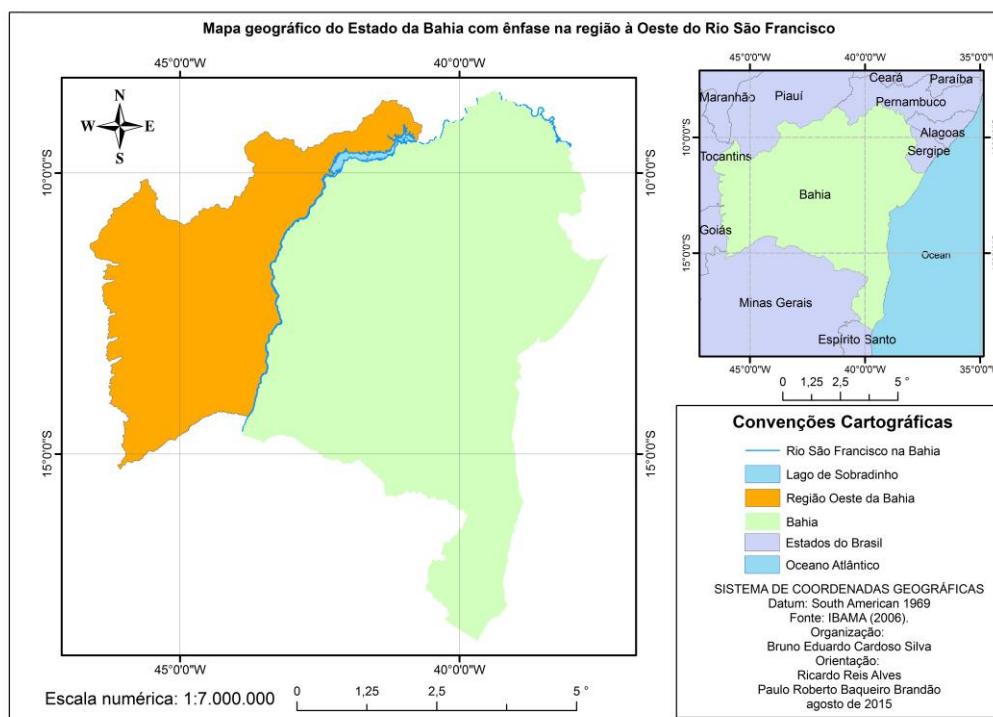 Mapa geográfico do Estado da Bahia com ênfase na região à Oeste do Rio São Francisco
45°0'0"W 40°0'0"W
N
W E
S
10°0'0"S
10°0'0"S
15°0'0"S
15°0'0"S
45°0'0"W 40°0'0"W
Escala numérica: 1:7.000.000
0 1,25 2,5 5 °
45°0'0"W 40°0'0"W 35°0'0"W
Ceará
Paraíba
Maranhão
Piauí
Pernambuco
10°0'0"S
Alagoas
Tocantins
Sergipe
Bahia
Goiás
15°0'0"S
Ocean
Minas Gerais
Espírito Santo
45°0'0"W 40°0'0"W 35°0'0"W
0 1,25 2,5 5 °
Convenções Cartográficas
Rio São Francisco na Bahia
Lago de Sobradinho
Região Oeste da Bahia
Bahia
Estados do Brasil
Oceano Atlântico
SISTEMA DE COORDENADAS GEOGRÁFICAS
Datum: South American 1969
Fonte: IBAMA (2006).
Organização:
Bruno Eduardo Cardoso Silva
Orientação:
Ricardo Reis Alves
Paulo Roberto Baqueiro Brandão
agosto de 2015